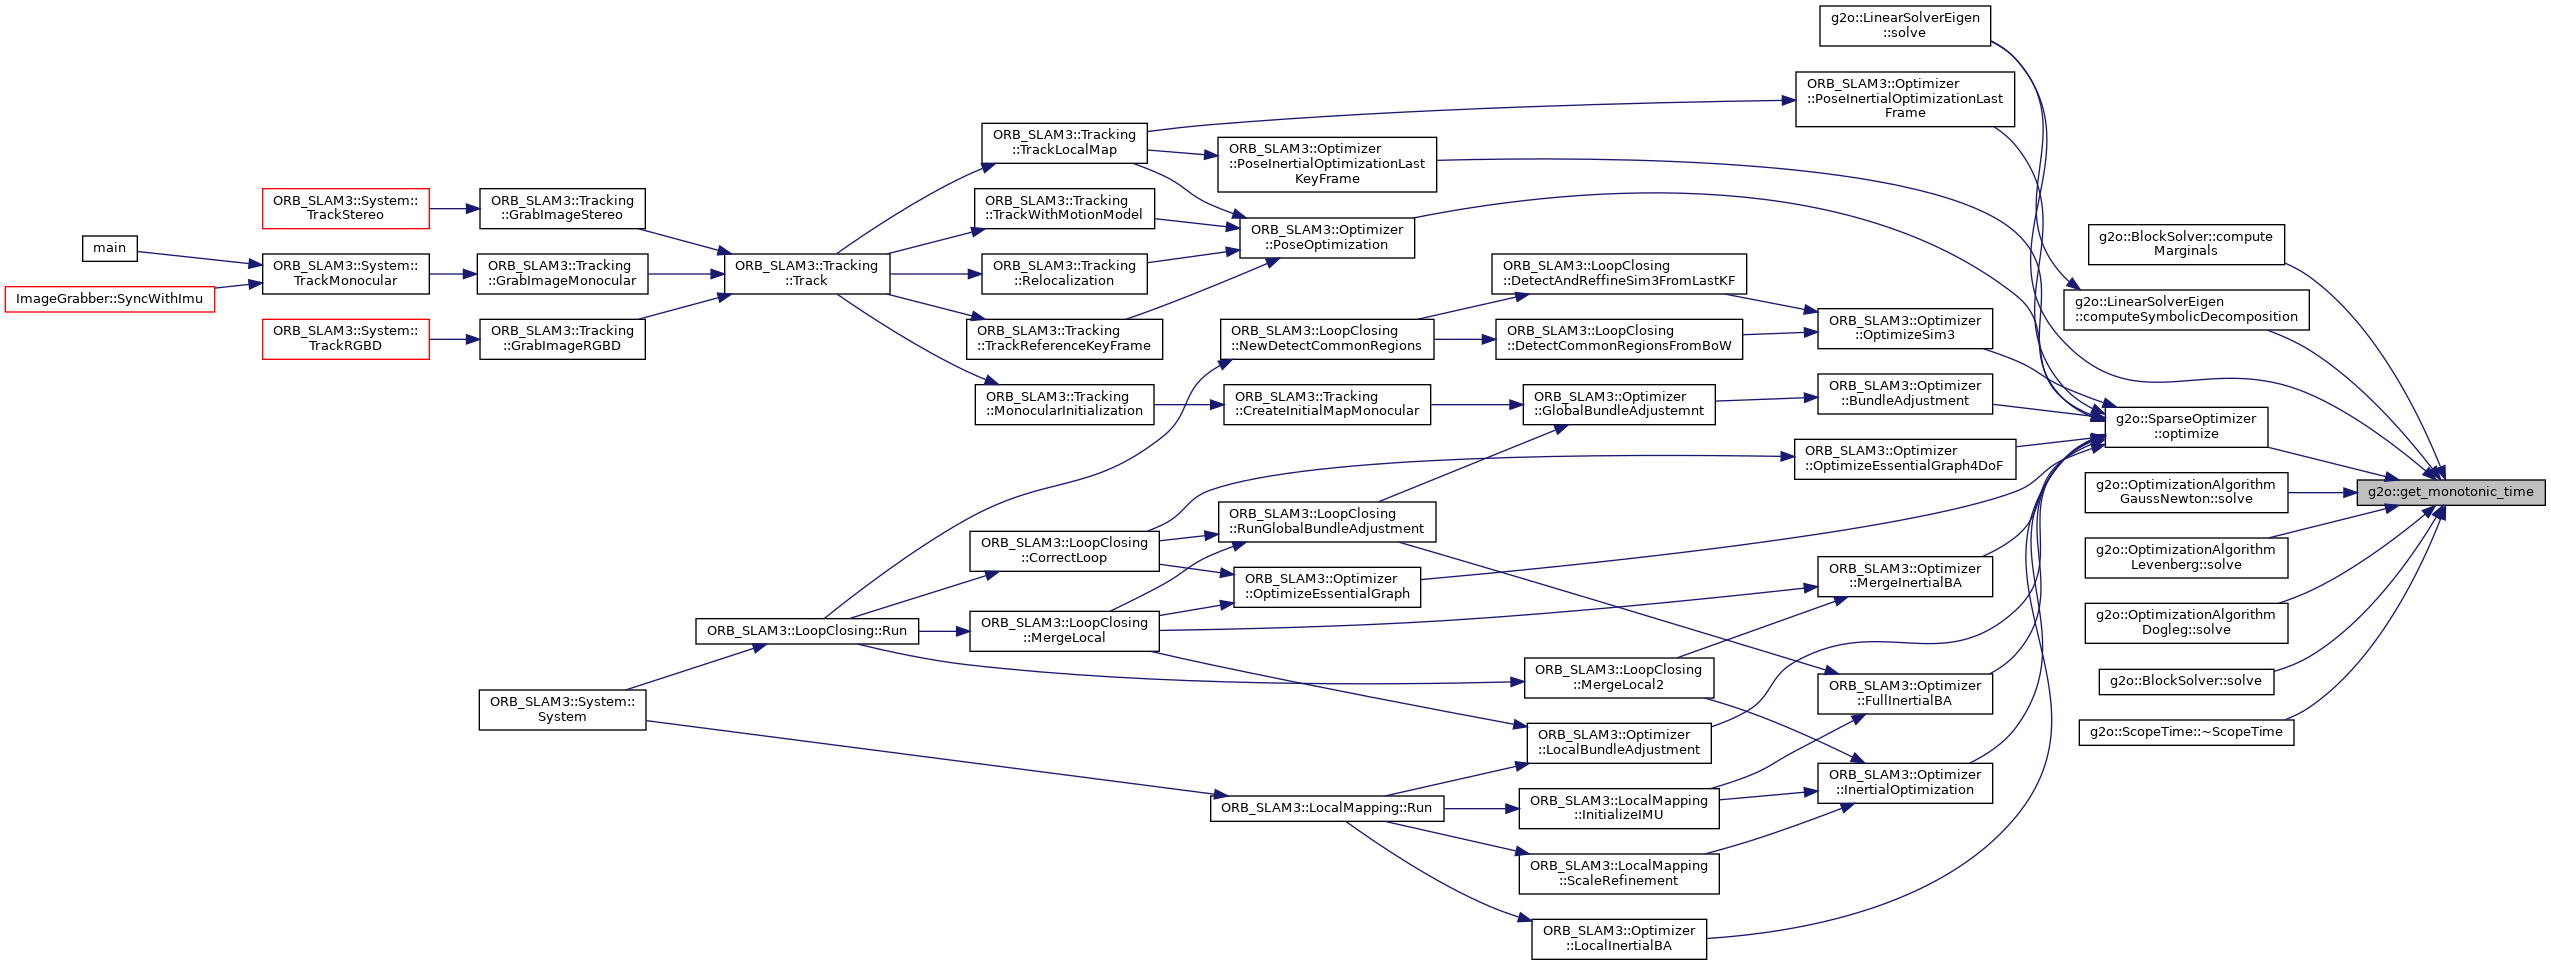 main
ImageGrabber::SyncWithImu
ORB_SLAM3::System::
TrackStereo
ORB_SLAM3::System::
TrackMonocular
ORB_SLAM3::System::
TrackRGBD
ORB_SLAM3::Tracking
::GrabImageStereo
ORB_SLAM3::Tracking
::GrabImageMonocular
ORB_SLAM3::Tracking
::GrabImageRGBD
ORB_SLAM3::System::
System
ORB_SLAM3::Tracking
::Track
ORB_SLAM3::LoopClosing::Run
ORB_SLAM3::Tracking
::TrackLocalMap
ORB_SLAM3::Tracking
::TrackWithMotionModel
ORB_SLAM3::Tracking
::Relocalization
ORB_SLAM3::Tracking
::TrackReferenceKeyFrame
ORB_SLAM3::Tracking
::MonocularInitialization
ORB_SLAM3::LoopClosing
::CorrectLoop
ORB_SLAM3::LoopClosing
::MergeLocal
ORB_SLAM3::Optimizer
::PoseInertialOptimizationLast
KeyFrame
ORB_SLAM3::Optimizer
::PoseOptimization
ORB_SLAM3::LoopClosing
::NewDetectCommonRegions
ORB_SLAM3::Tracking
::CreateInitialMapMonocular
ORB_SLAM3::LoopClosing
::RunGlobalBundleAdjustment
ORB_SLAM3::Optimizer
::OptimizeEssentialGraph
ORB_SLAM3::LocalMapping::Run
ORB_SLAM3::LoopClosing
::DetectAndReffineSim3FromLastKF
ORB_SLAM3::LoopClosing
::DetectCommonRegionsFromBoW
ORB_SLAM3::Optimizer
::GlobalBundleAdjustemnt
ORB_SLAM3::LoopClosing
::MergeLocal2
ORB_SLAM3::Optimizer
::LocalBundleAdjustment
ORB_SLAM3::LocalMapping
::InitializeIMU
ORB_SLAM3::LocalMapping
::ScaleRefinement
ORB_SLAM3::Optimizer
::LocalInertialBA
g2o::LinearSolverEigen
::solve
ORB_SLAM3::Optimizer
::PoseInertialOptimizationLast
Frame
ORB_SLAM3::Optimizer
::OptimizeSim3
ORB_SLAM3::Optimizer
::BundleAdjustment
ORB_SLAM3::Optimizer
::OptimizeEssentialGraph4DoF
ORB_SLAM3::Optimizer
::MergeInertialBA
ORB_SLAM3::Optimizer
::FullInertialBA
ORB_SLAM3::Optimizer
::InertialOptimization
g2o::BlockSolver::compute
Marginals
g2o::LinearSolverEigen
::computeSymbolicDecomposition
g2o::SparseOptimizer
::optimize
g2o::OptimizationAlgorithm
GaussNewton::solve
g2o::OptimizationAlgorithm
Levenberg::solve
g2o::OptimizationAlgorithm
Dogleg::solve
g2o::BlockSolver::solve
g2o::ScopeTime::~ScopeTime
g2o::get_monotonic_time